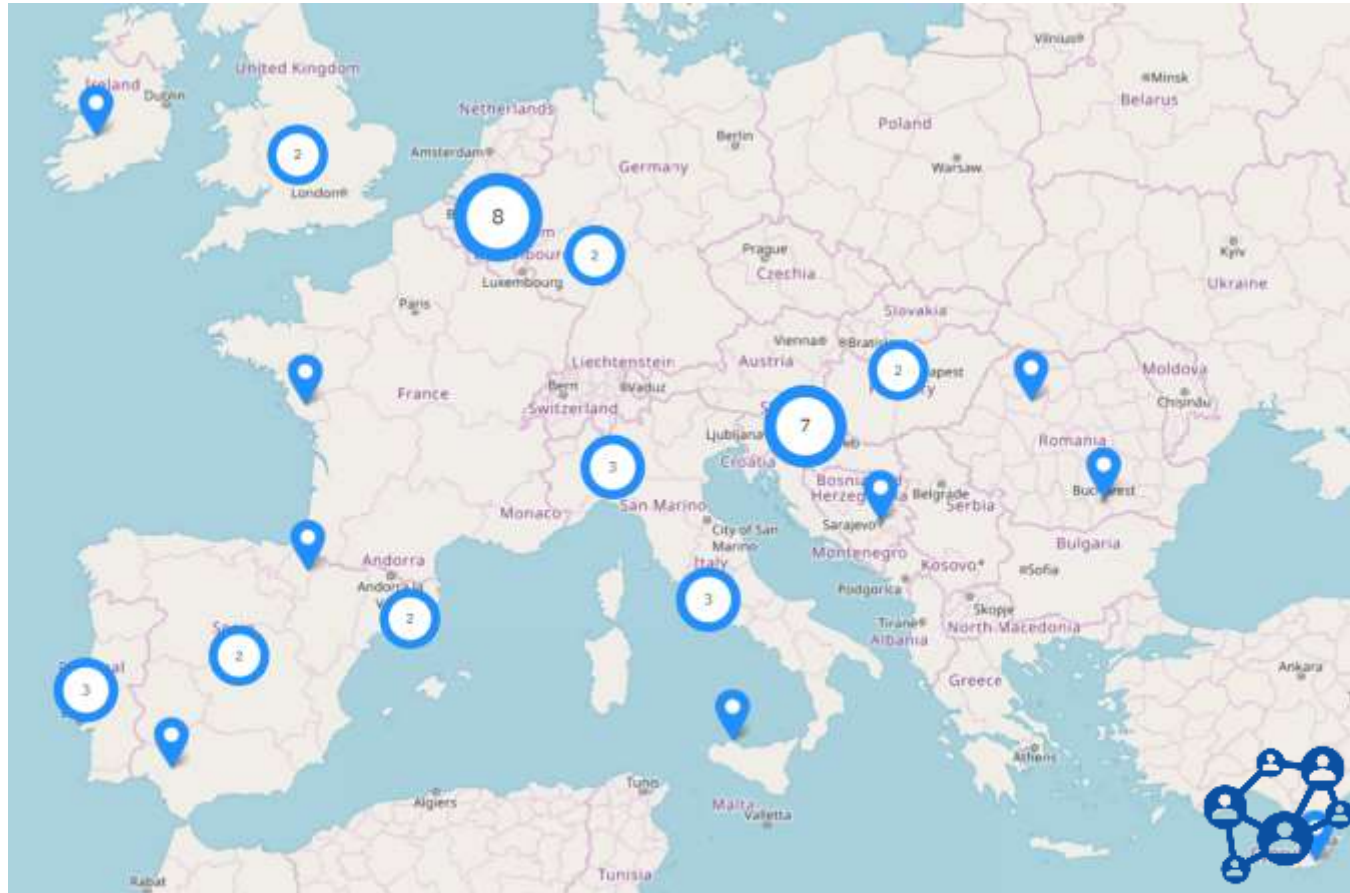 Vilnius
Minsk
Belarus
United Kingdom
Ireland
Dublin
Netherlands
Poland
Berlin
Amsterdam
Germany
Warsaw
2
London
8
Prague
Czechia
Kyiv
Ukraine
2
Luxembourg
Paris
Slovakia
Vienna
Liechtenstein
Austria
2
Moldova
Bern
Vaduz
France
Switzerland
Chișinău
7
Ljubljana
Romania
Croatia
3
Bosnia
Belgrade
Serbia
Monaco
San Marino
Sarajevo
City of San
Marino
Montenegro
Bulgaria
Andorra
Italy
Kosovo
Sofia
Podgorica
3
Skopje
2
Tirane
North Macedonia
Albania
2
3
Ankara
Greece
Athens
Algiers
Tunis
Malta
Valletta
Tunisia
Rabat